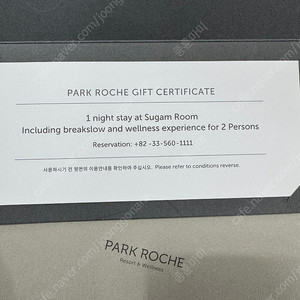 PARK ROCHE GIFT CERTIFICATE
1 night stay at Sugam Room
Including breakslow and wellness experience for 2 Persons
Reservation: +82 -33-560-1111
사용하시기 전 뒷면의 이용안내를 확인하여 주십시오. Please refer to conditions reverse.
PARK ROCHE
Resort & Wellness